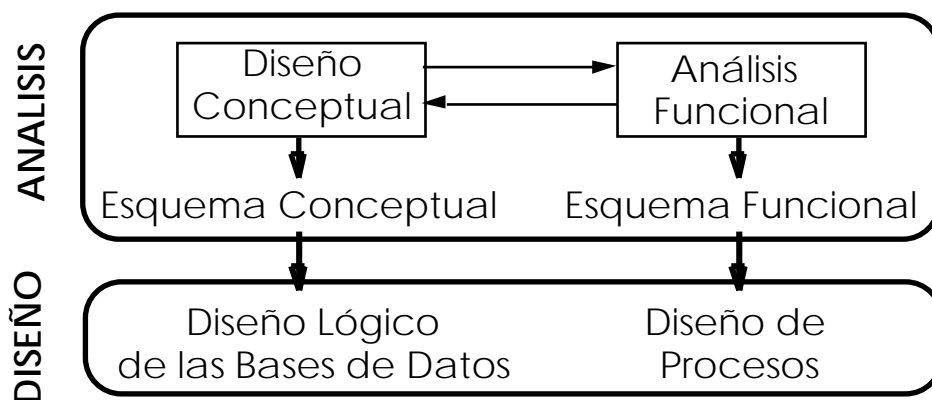 ANALISIS
Diseño
Conceptual
Análisis
Funcional
Esquema Conceptual
Esquema Funcional
DISEÑO
Diseño Lógico
de las Bases de Datos
Diseño de
Procesos